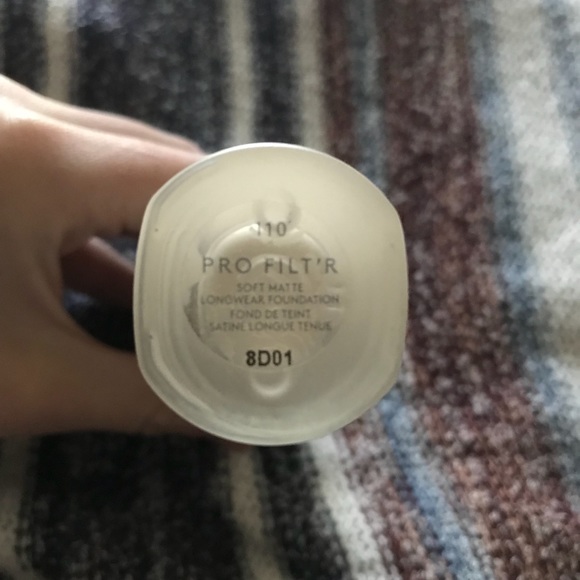 110
PRO FILT'R
SOFT MATTE
LONGWEAR FOUNDATION
FOND DE TEINT
SATINÉ LONGUE TENUE
8D01